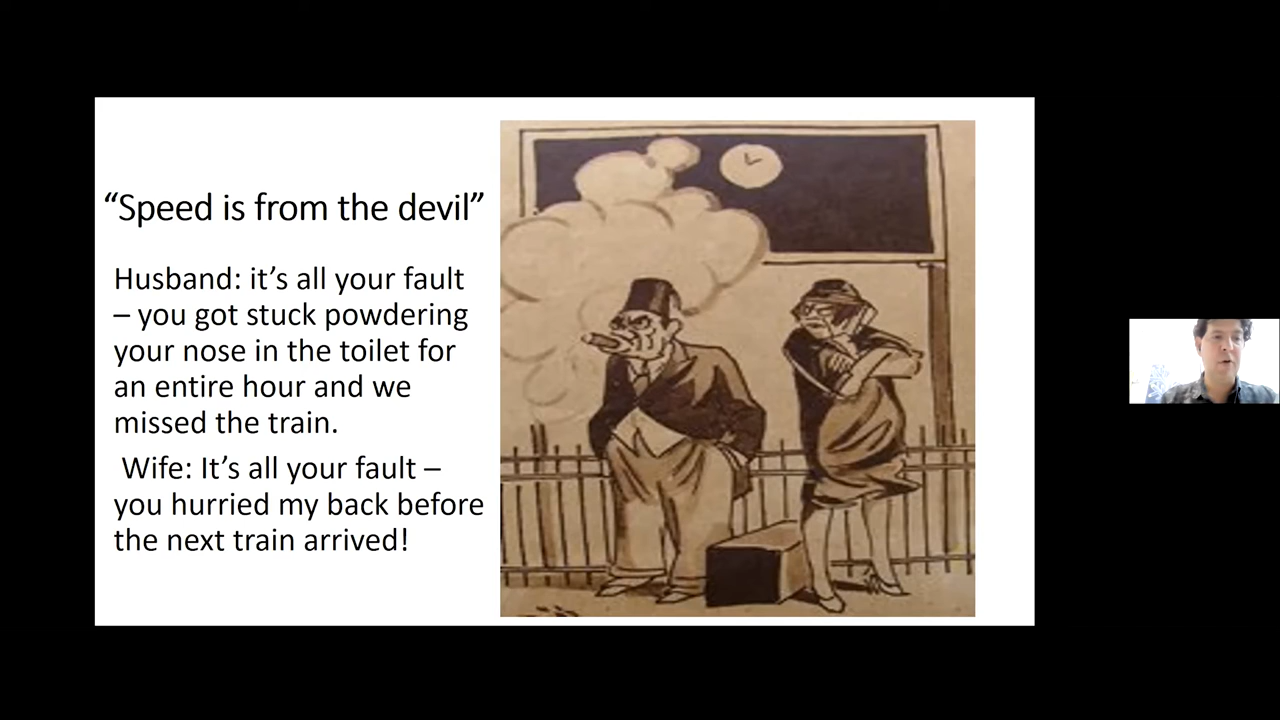 “Speed is from the devil”
Husband: it’s all your fault
– you got stuck powdering
your nose in the toilet for
an entire hour and we
missed the train.
Wife: It’s all your fault –
you hurried my back before
the next train arrived!